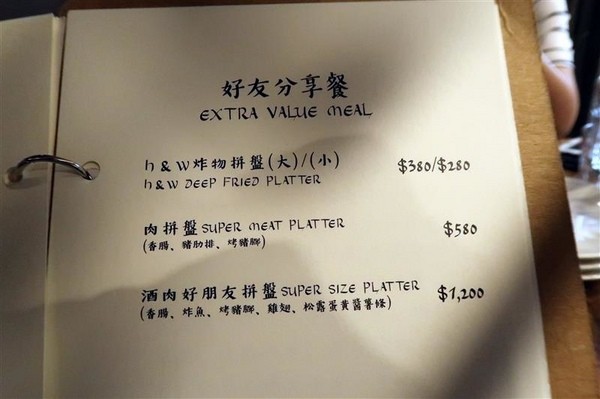 好友分享餐
EXTRA VALUE MEAL
h & W炸物拼盤(大)/(小) $380/$280
h & W DEEP FRIED PLATTER
肉拼盤 SUPER MEAT PLATTER $580
(香腸、豬肋排、烤豬腳)
酒肉好朋友拼盤 SUPER SIZE PLATTER $1,200
(香腸、炸魚、烤豬腳、雞翅、松露蛋黃醬薯條)